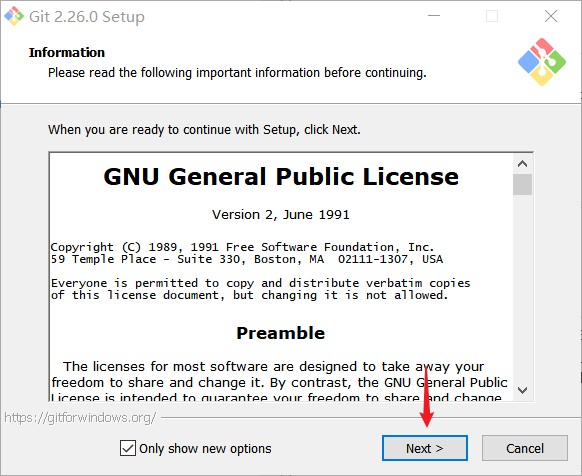 Git 2.26.0 Setup
Information
Please read the following important information before continuing.
When you are ready to continue with Setup, click Next.
GNU General Public License
Version 2, June 1991
Copyright (C) 1989, 1991 Free Software Foundation, Inc.
59 Temple Place - Suite 330, Boston, MA  02111-1307, USA
Everyone is permitted to copy and distribute verbatim copies
of this license document, but changing it is not allowed.
Preamble
The licenses for most software are designed to take away your
freedom to share and change it. By contrast, the GNU General Public
License is intended to guarantee your freedom to share and change
https://gitforwindows.org/
Only show new options
Next >
Cancel